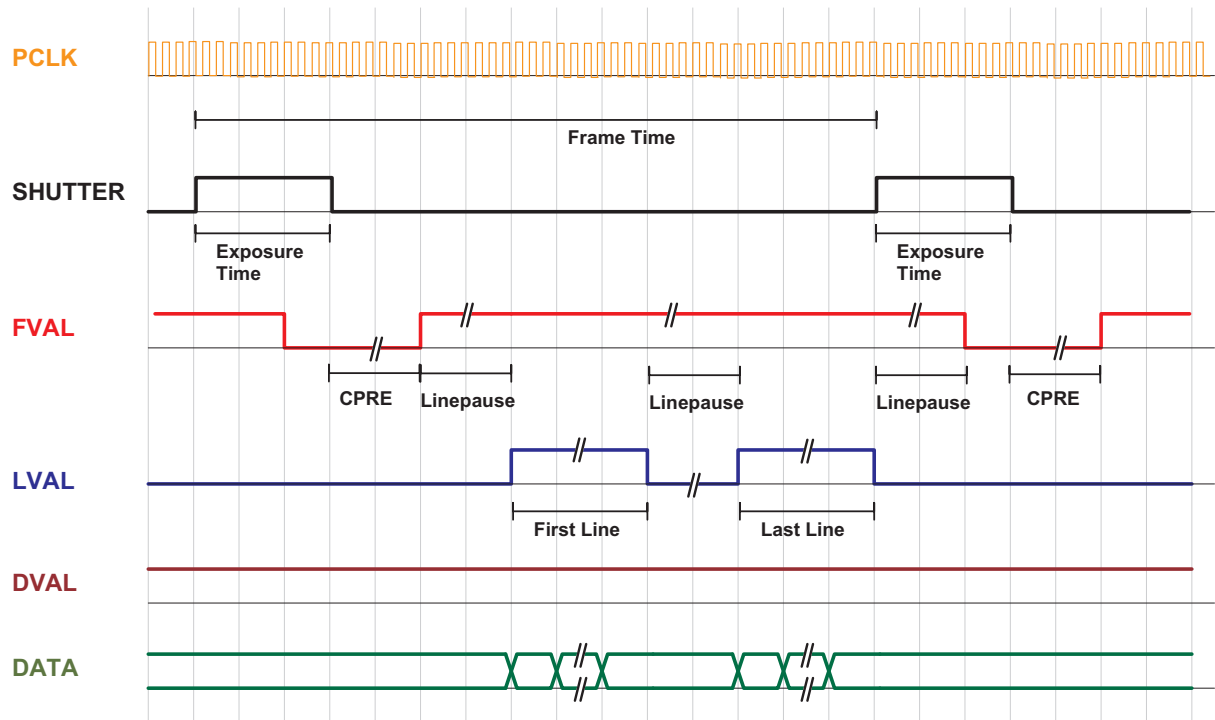 PCLK
Frame Time
SHUTTER
Exposure
Time
Exposure
Time
FVAL
CPRE
Linepause
Linepause
Linepause
CPRE
LVAL
First Line
Last Line
DVAL
DATA